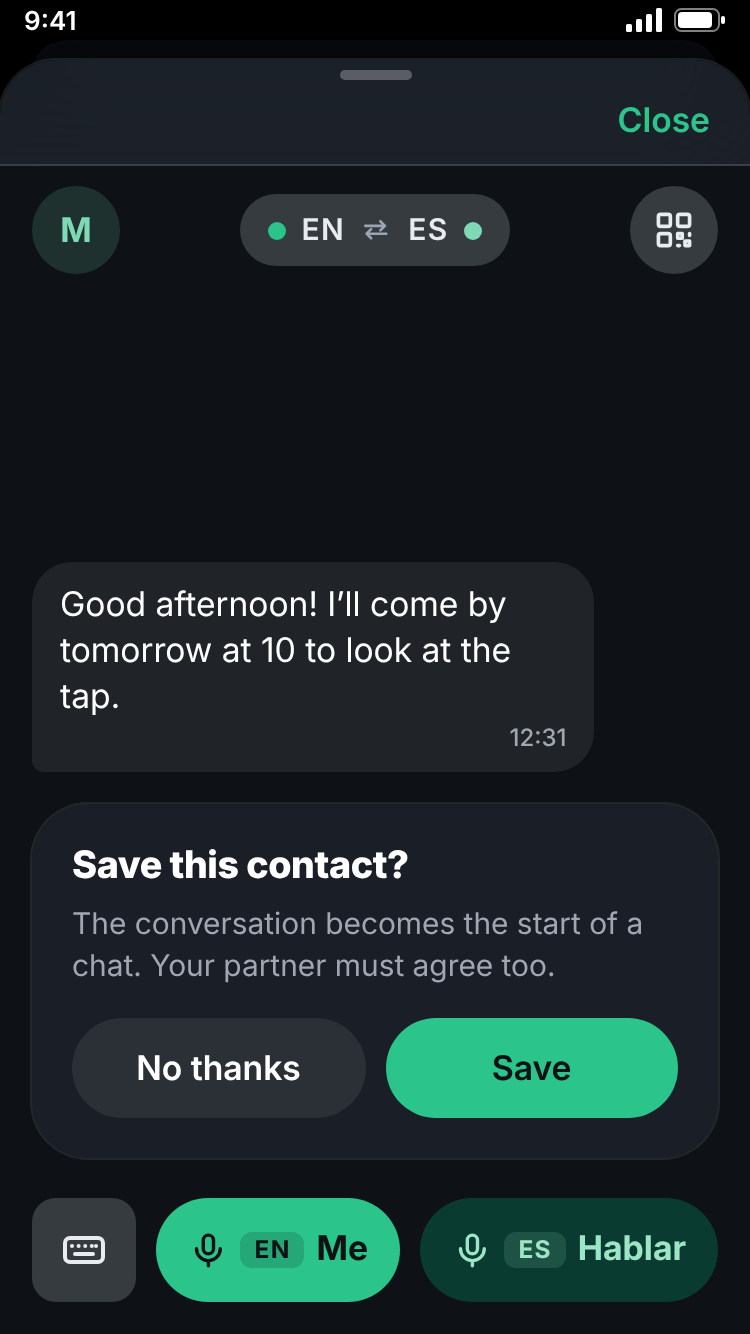 9:41
Close
M
EN ⇄ ES
Good afternoon! I’ll come by
tomorrow at 10 to look at the
tap.
12:31
Save this contact?
The conversation becomes the start of a
chat. Your partner must agree too.
No thanks
Save
EN Me
ES Hablar